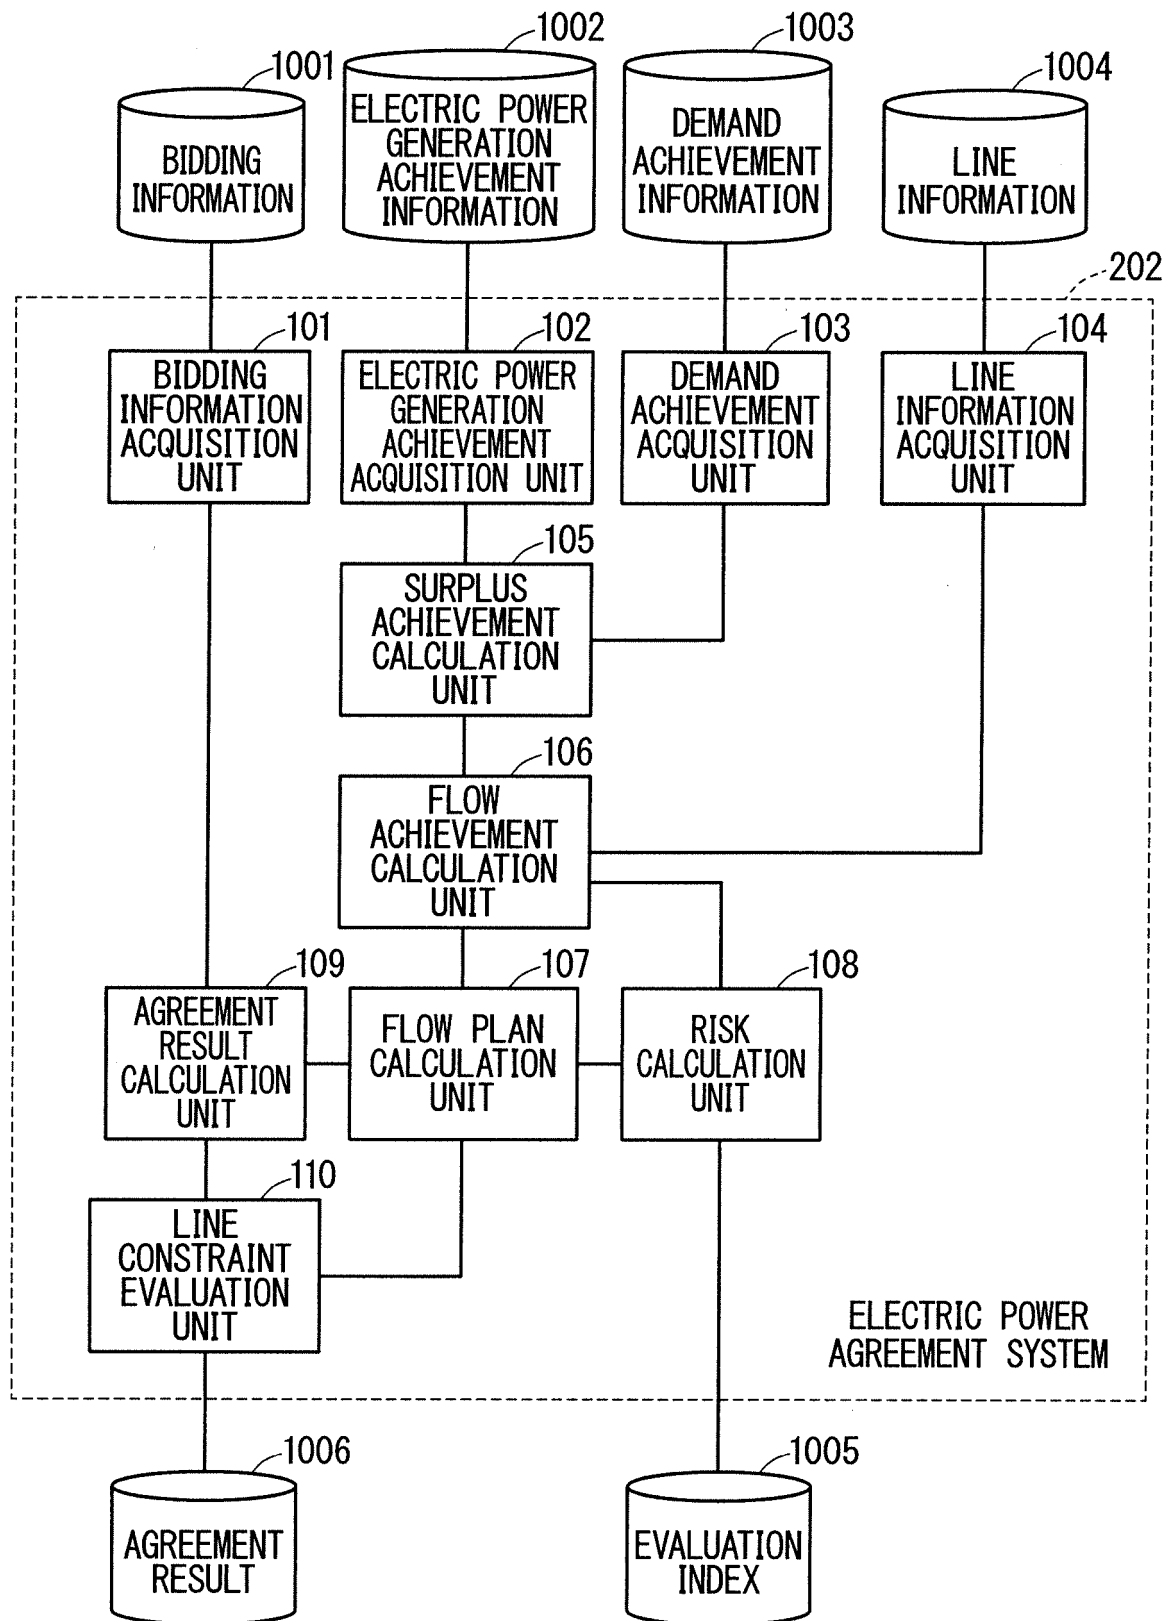 1001
BIDDING
INFORMATION
1002
ELECTRIC POWER
GENERATION
ACHIEVEMENT
INFORMATION
1003
DEMAND
ACHIEVEMENT
INFORMATION
1004
LINE
INFORMATION
202
101
BIDDING
INFORMATION
ACQUISITION
UNIT
102
ELECTRIC POWER
GENERATION
ACHIEVEMENT
ACQUISITION UNIT
103
DEMAND
ACHIEVEMENT
ACQUISITION
UNIT
104
LINE
INFORMATION
ACQUISITION
UNIT
105
SURPLUS
ACHIEVEMENT
CALCULATION
UNIT
106
FLOW
ACHIEVEMENT
CALCULATION
UNIT
109
AGREEMENT
RESULT
CALCULATION
UNIT
107
FLOW PLAN
CALCULATION
UNIT
108
RISK
CALCULATION
UNIT
110
LINE
CONSTRAINT
EVALUATION
UNIT
ELECTRIC POWER
AGREEMENT SYSTEM
1006
AGREEMENT
RESULT
1005
EVALUATION
INDEX